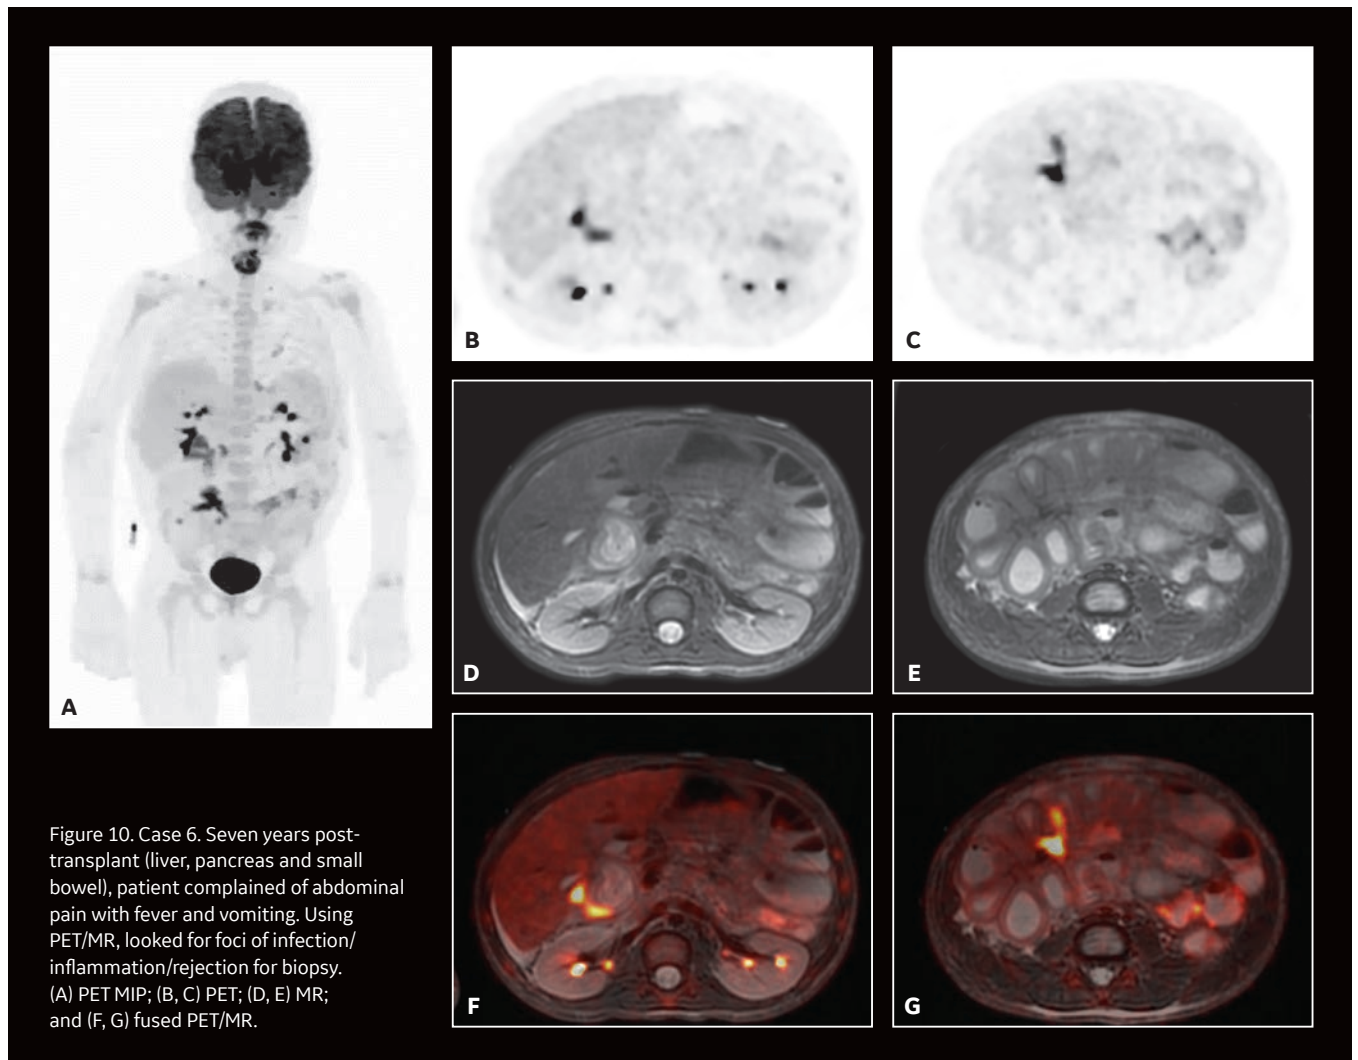 A
B
C
D
E
F
G
Figure 10. Case 6. Seven years post-
transplant (liver, pancreas and small
bowel), patient complained of abdominal
pain with fever and vomiting. Using
PET/MR, looked for foci of infection/
inflammation/rejection for biopsy.
(A) PET MIP; (B, C) PET; (D, E) MR;
and (F, G) fused PET/MR.